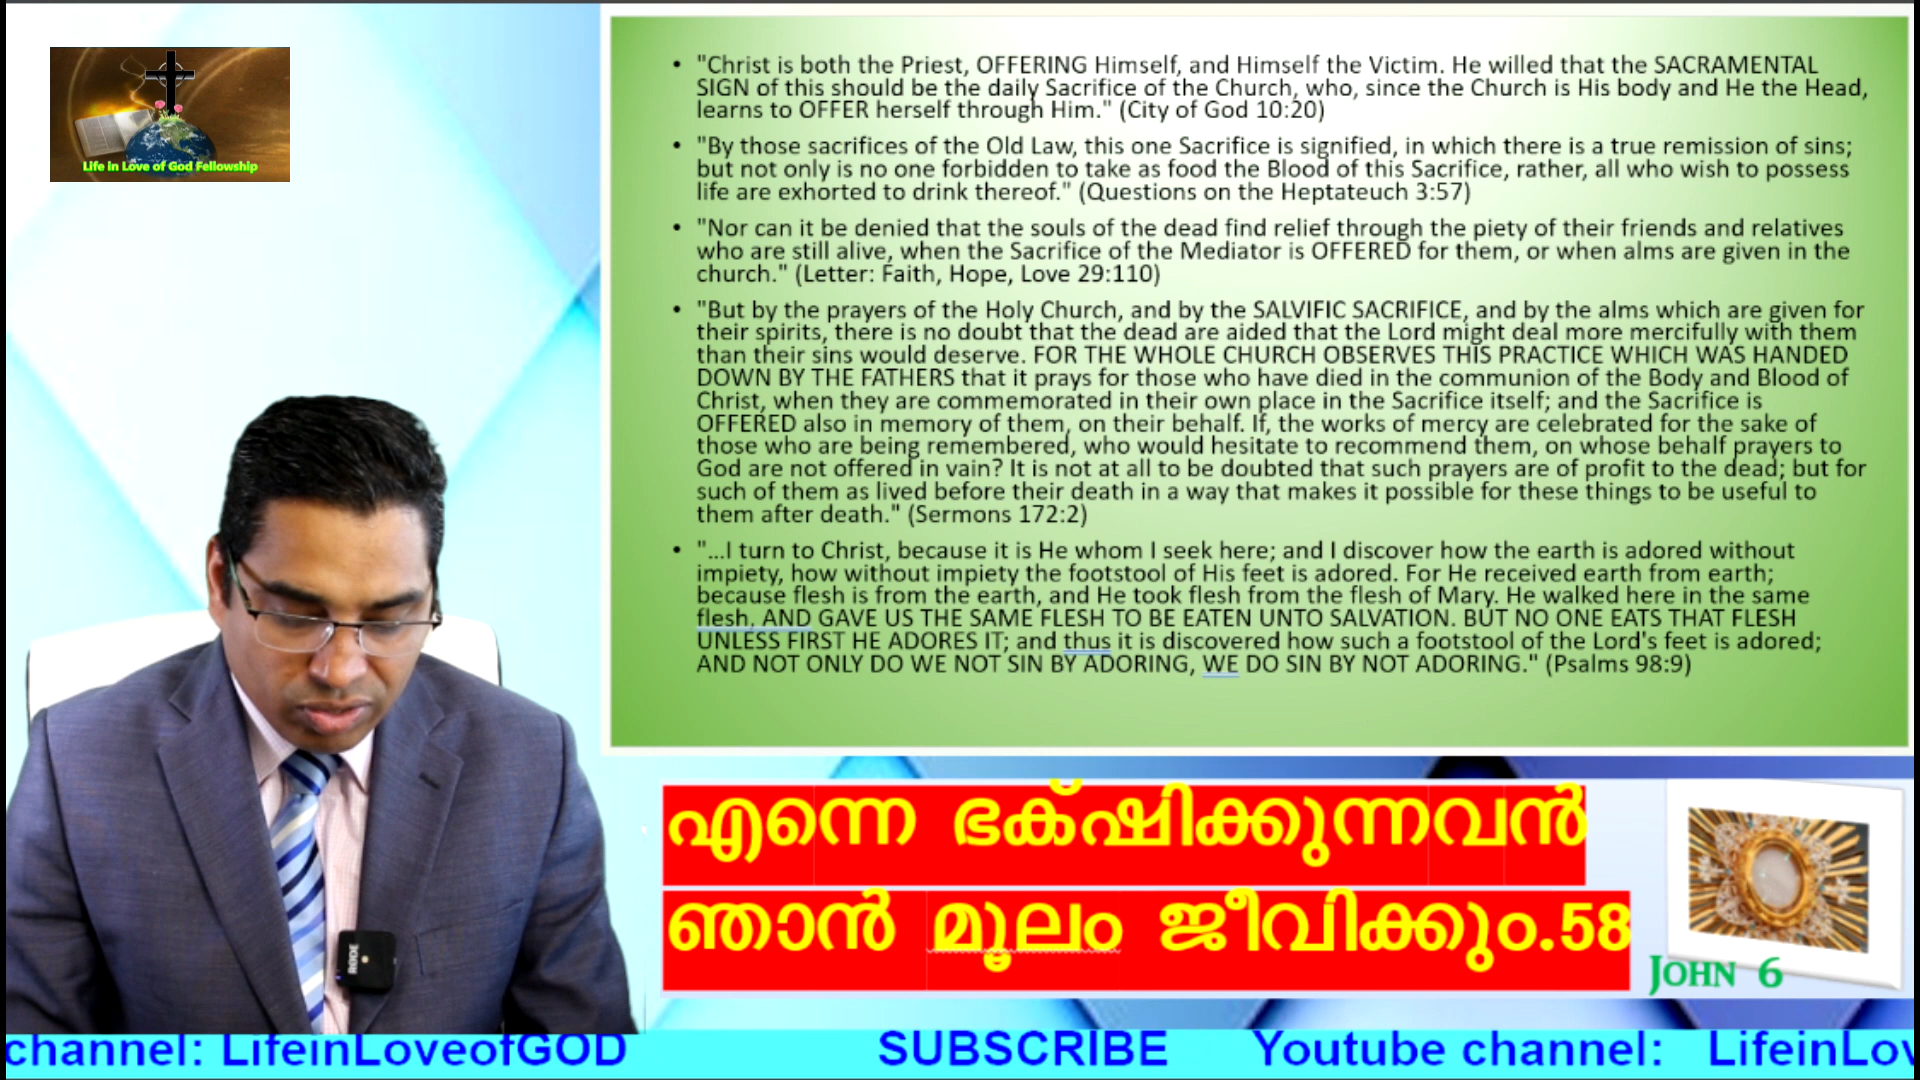 Life in Love of God Fellowship
• "Christ is both the Priest, OFFERING Himself, and Himself the Victim. He willed that the SACRAMENTAL
SIGN of this should be the daily Sacrifice of the Church, who, since the Church is His body and He the Head,
learns to OFFER herself through Him." (City of God 10:20)
• "By those sacrifices of the Old Law, this one Sacrifice is signified, in which there is a true remission of sins;
but not only is no one forbidden to take as food the Blood of this Sacrifice, rather, all who wish to possess
life are exhorted to drink thereof." (Questions on the Heptateuch 3:57)
• "Nor can it be denied that the souls of the dead find relief through the piety of their friends and relatives
who are still alive, when the Sacrifice of the Mediator is OFFERED for them, or when alms are given in the
church." (Letter: Faith, Hope, Love 29:110)
• "But by the prayers of the Holy Church, and by the SALVIFIC SACRIFICE, and by the alms which are given for
their spirits, there is no doubt that the dead are aided that the Lord might deal more mercifully with them
than their sins would deserve. FOR THE WHOLE CHURCH OBSERVES THIS PRACTICE WHICH WAS HANDED
DOWN BY THE FATHERS that it prays for those who have died in the communion of the Body and Blood of
Christ, when they are commemorated in their own place in the Sacrifice itself; and the Sacrifice is
OFFERED also in memory of them, on their behalf. If, the works of mercy are celebrated for the sake of
those who are being remembered, who would hesitate to recommend them, on whose behalf prayers to
God are not offered in vain? It is not at all to be doubted that such prayers are of profit to the dead; but for
such of them as lived before their death in a way that makes it possible for these things to be useful to
them after death." (Sermons 172:2)
• "...I turn to Christ, because it is He whom I seek here; and I discover how the earth is adored without
impiety, how without impiety the footstool of His feet is adored. For He received earth from earth;
because flesh is from the earth, and He took flesh from the flesh of Mary. He walked here in the same
flesh, AND GAVE US THE SAME FLESH TO BE EATEN UNTO SALVATION. BUT NO ONE EATS THAT FLESH
UNLESS FIRST HE ADORES IT; and thus it is discovered how such a footstool of the Lord's feet is adored;
AND NOT ONLY DO WE NOT SIN BY ADORING, WE DO SIN BY NOT ADORING." (Psalms 98:9)
എന്നെ ഭക്ഷിക്കുന്നവൻ
ഞാൻ മൂലം ജീവിക്കും.58
JOHN 6
RODE
channel: LifeinLoveofGOD SUBSCRIBE Youtube channel: LifeinLov